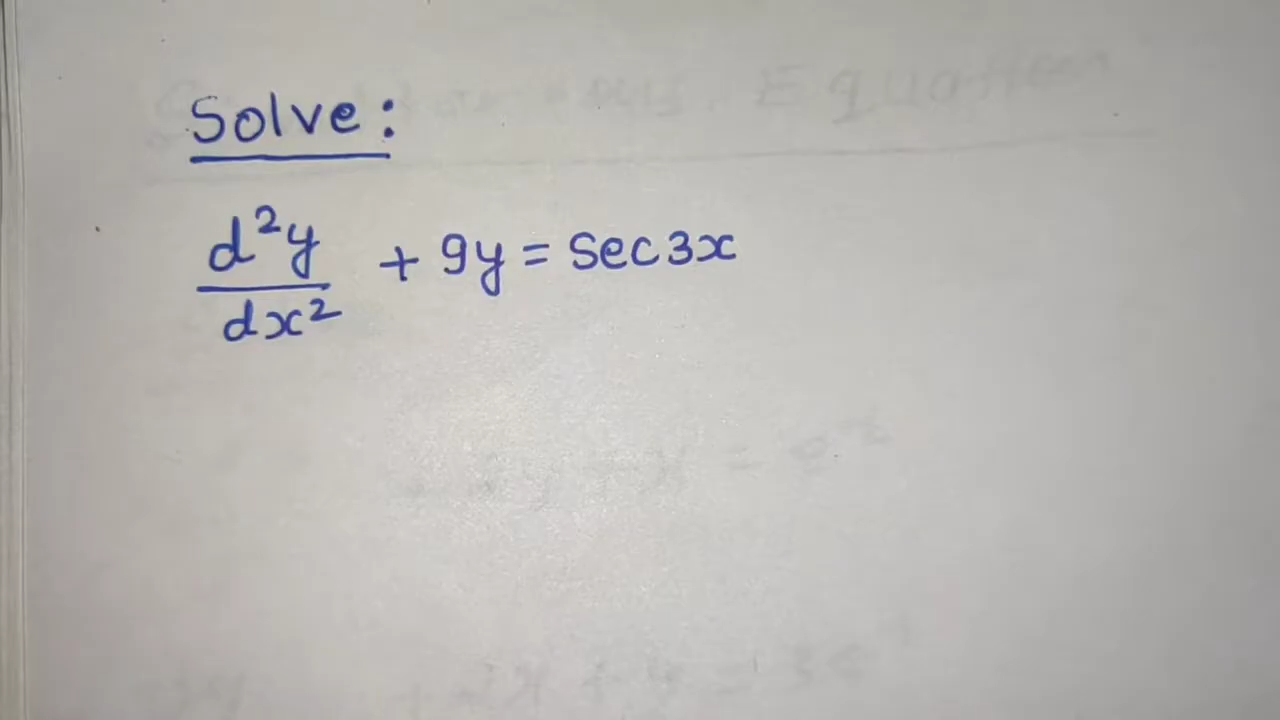 Solve:
d²y/dx² + 9y = sec3x